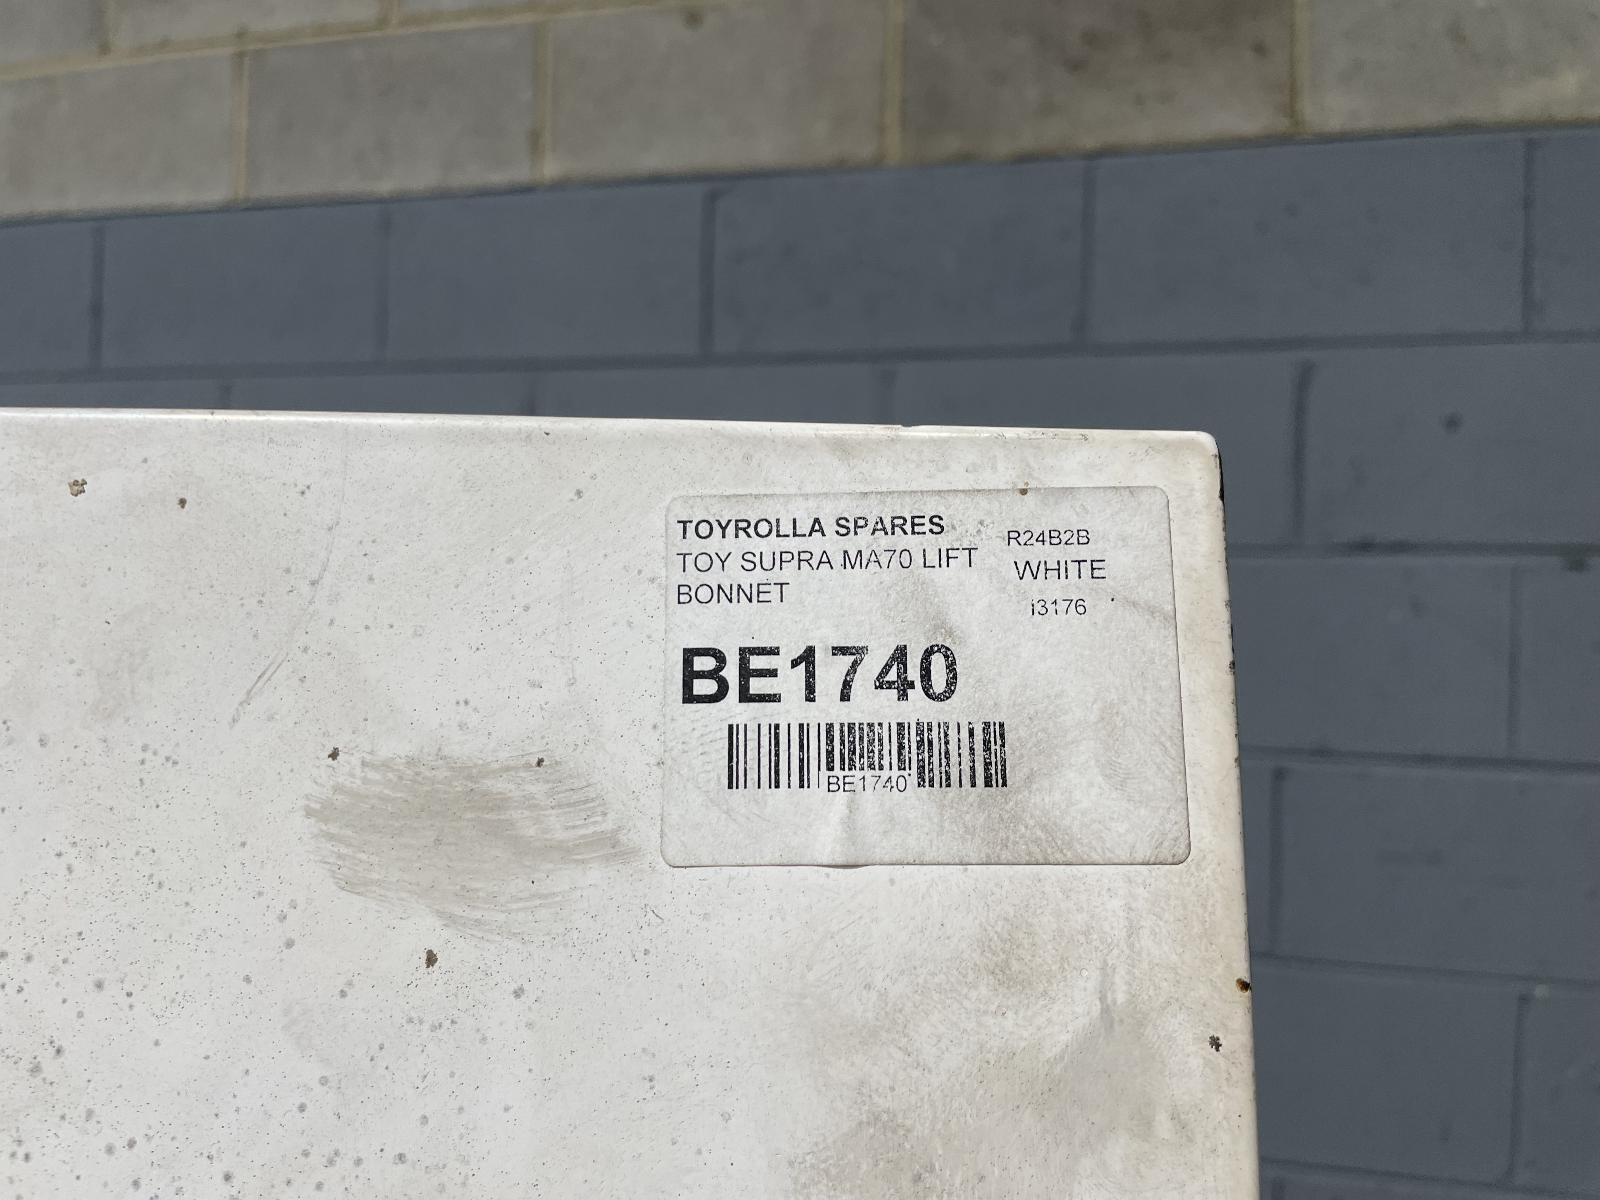 TOYROLLA SPARES
TOY SUPRA MA70 LIFT
BONNET
R24B2B
WHITE
i3176
BE1740
BE1740